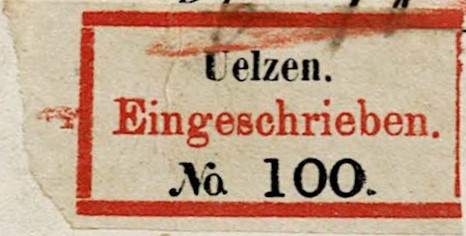 Uelzen.
Eingeschrieben.
No. 100.